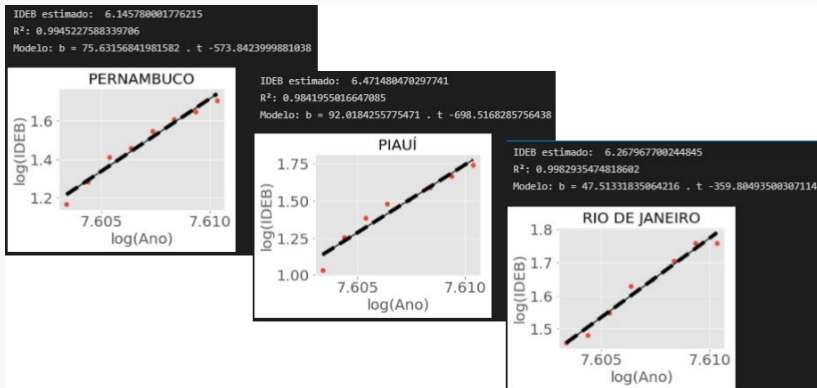 IDEB estimado: 6.145780001776215
R²: 0.9945227588339706
Modelo: b = 75.63156841981582 . t -573.8423999881038
PERNAMBUCO
log(IDEB)
1.6
1.4
1.2
7.605
7.610
log(Ano)
IDEB estimado: 6.471480470297741
R²: 0.9841955016647085
Modelo: b = 92.0184255775471 . t -698.5168285756438
PIAUÍ
log(IDEB)
1.75
1.50
1.25
1.00
7.605
7.610
log(Ano)
IDEB estimado: 6.267967700244845
R²: 0.9982935474818602
Modelo: b = 47.51331835064216 . t -359.80493500307114
RIO DE JANEIRO
log(IDEB)
1.8
1.7
1.6
1.5
7.605
7.610
log(Ano)